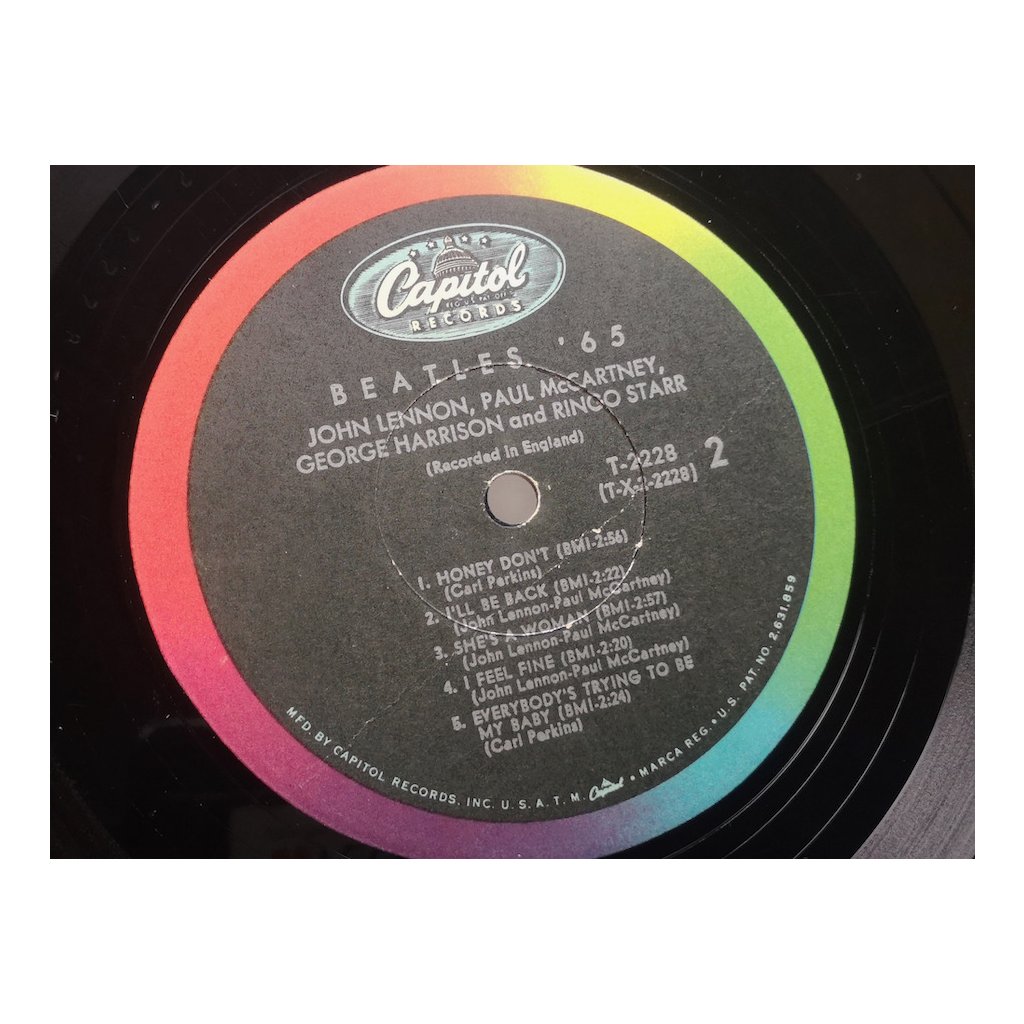 Capitol
REG. U.S. PAT. OFF.
RECORDS
BEATLES '65
JOHN LENNON, PAUL McCARTNEY,
GEORGE HARRISON and RINGO STARR
(Recorded in England)
T-2228
(T-X-2-2228)
2
1. HONEY DON'T (BMI-2:56)
(Carl Perkins)
2. I'LL BE BACK (BMI-2:22)
(John Lennon-Paul McCartney)
3. SHE'S A WOMAN (BMI-2:57)
(John Lennon-Paul McCartney)
4. I FEEL FINE (BMI-2:20)
(John Lennon-Paul McCartney)
5. EVERYBODY'S TRYING TO BE
MY BABY (BMI-2:24)
(Carl Perkins)
MFD. BY CAPITOL RECORDS, INC. U.S.A. T.M. Capitol • MARCA REG. • U.S. PAT. NO. 2,631,859